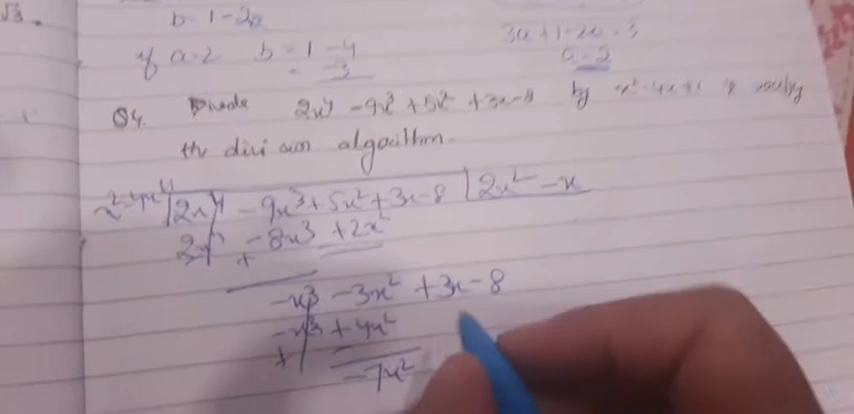 √3.
b = 1 - 2a
3a + 1 - 2a = 3
if a = 2 b = 1 - 4
a = 2
= 3
Q4. Divide 2x⁴ - 9x³ + 5x² + 3x - 8 by x² - 4x + 1 & verify
the division algorithm.
2x⁴ - 9x³ + 5x² + 3x - 8 | 2x² - x
- 8x³ + 2x²
+
- x³ - 3x² + 3x - 8
- x³ + 4x²
+
- 7x²